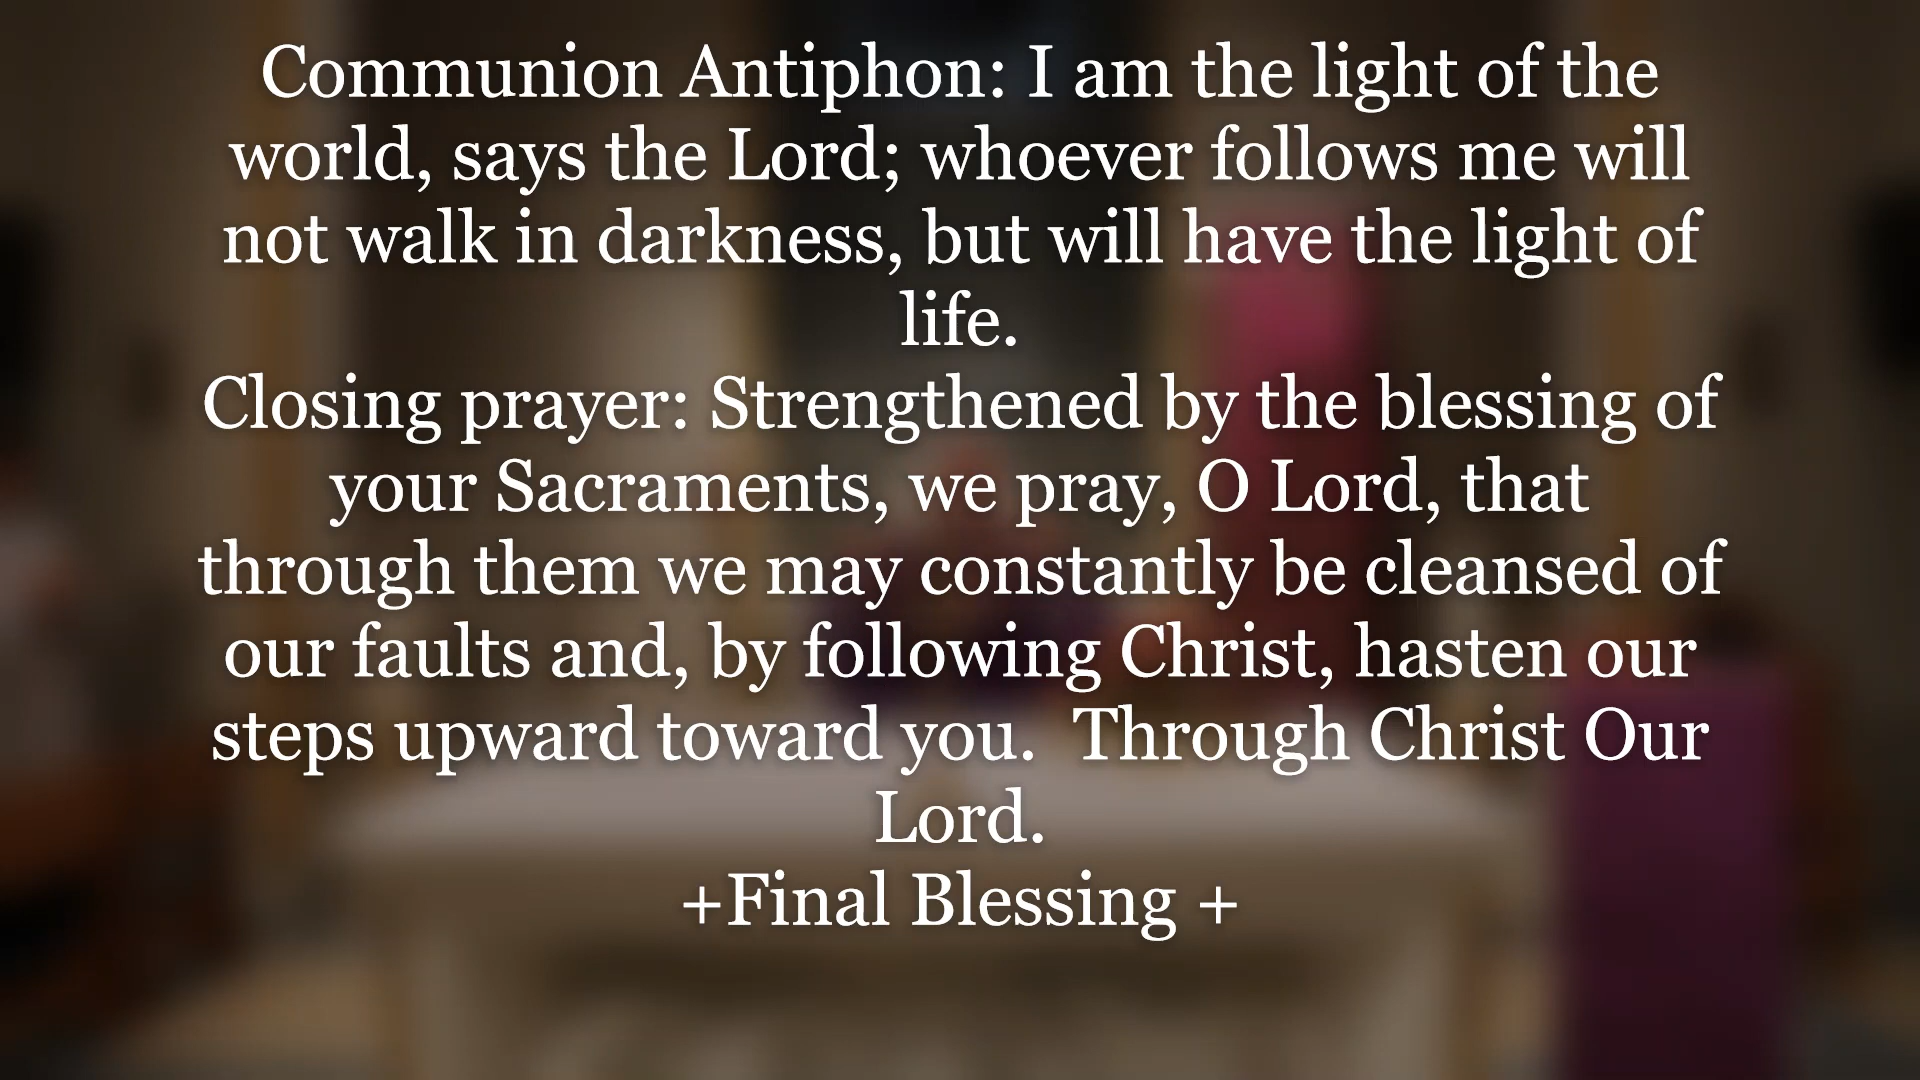 Communion Antiphon: I am the light of the
world, says the Lord; whoever follows me will
not walk in darkness, but will have the light of
life.
Closing prayer: Strengthened by the blessing of
your Sacraments, we pray, O Lord, that
through them we may constantly be cleansed of
our faults and, by following Christ, hasten our
steps upward toward you.  Through Christ Our
Lord.
+Final Blessing +